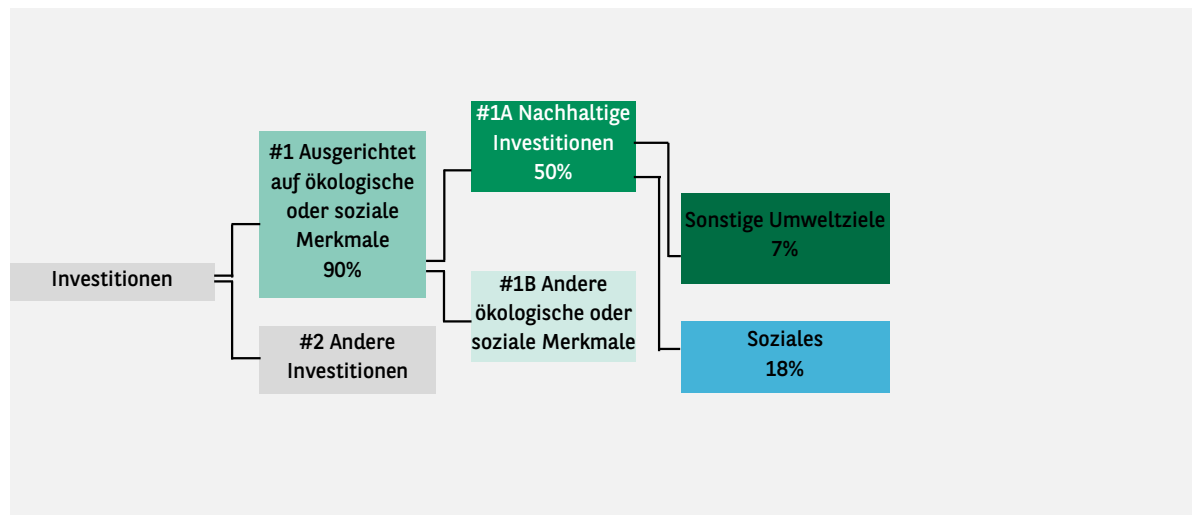 Investitionen
#1 Ausgerichtet
auf ökologische
oder soziale
Merkmale
90%
#2 Andere
Investitionen
#1A Nachhaltige
Investitionen
50%
#1B Andere
ökologische oder
soziale Merkmale
Sonstige Umweltziele
7%
Soziales
18%